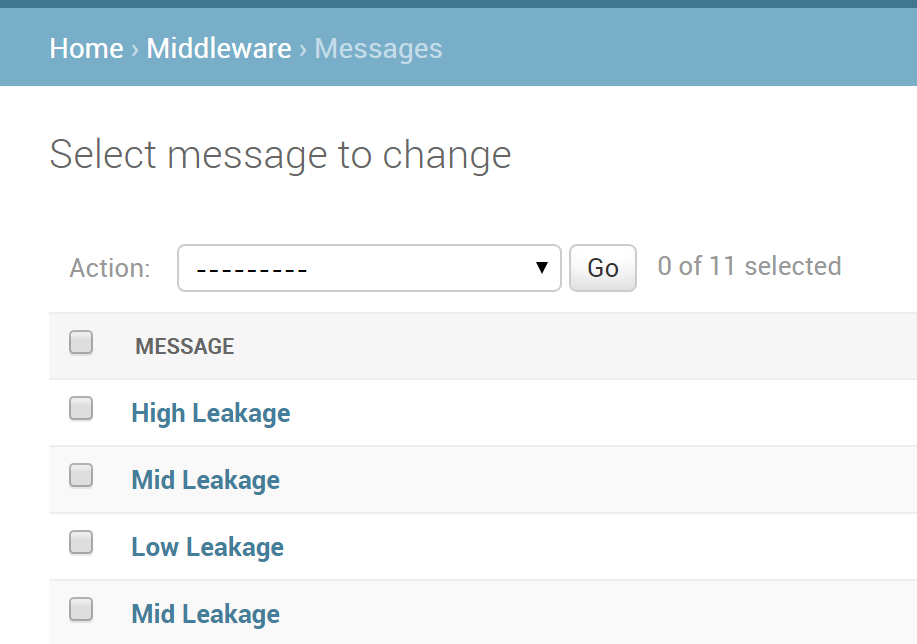 Home › Middleware › Messages
Select message to change
Action: --------- Go 0 of 11 selected
MESSAGE
High Leakage
Mid Leakage
Low Leakage
Mid Leakage